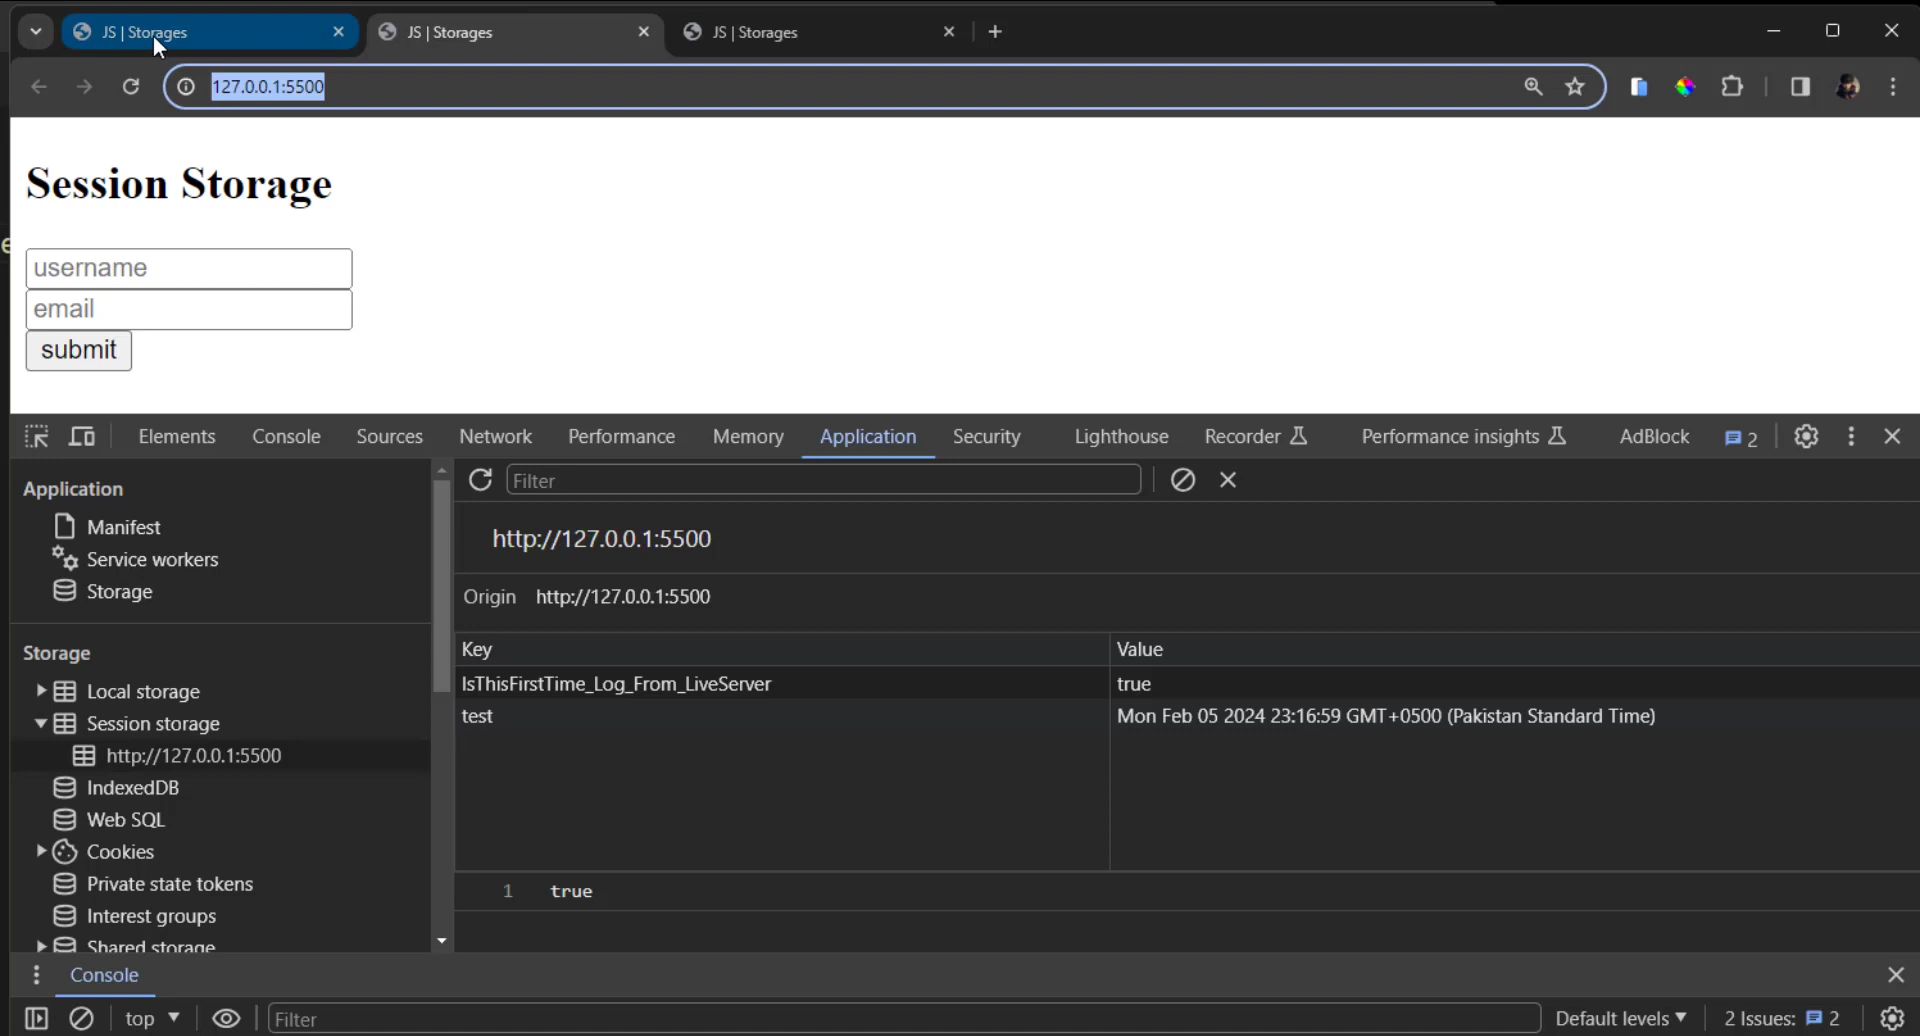 JS | Storages
JS | Storages
JS | Storages
127.0.0.1:5500
Session Storage
username
email
submit
Elements Console Sources Network Performance Memory Application Security Lighthouse Recorder Performance insights AdBlock 2
Application
Manifest
Service workers
Storage
Storage
Local storage
Session storage
http://127.0.0.1:5500
IndexedDB
Web SQL
Cookies
Private state tokens
Interest groups
Shared storage
Filter
http://127.0.0.1:5500
Origin http://127.0.0.1:5500
Key Value
IsThisFirstTime_Log_From_LiveServer true
test Mon Feb 05 2024 23:16:59 GMT+0500 (Pakistan Standard Time)
1 true
Console
top Filter Default levels 2 Issues: 2